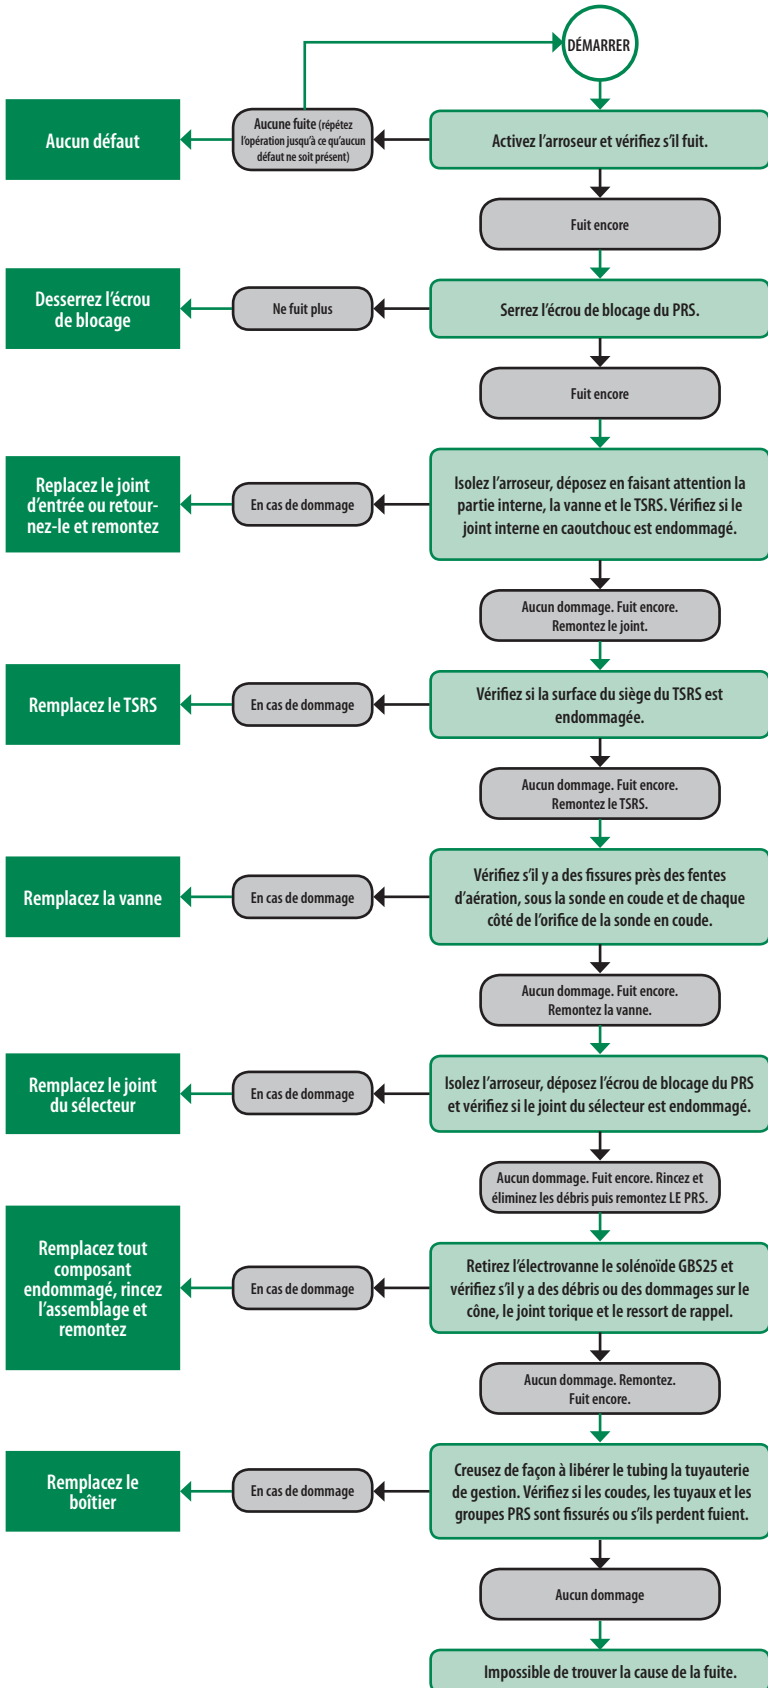 DÉMARRER
Aucun défaut
Aucune fuite (répétez
l'opération jusqu'à ce qu'aucun
défaut ne soit présent)
Activez l'arroseur et vérifiez s'il fuit.
Fuit encore
Desserrez l'écrou
de blocage
Ne fuit plus
Serrez l'écrou de blocage du PRS.
Fuit encore
Replacez le joint
d'entrée ou retour-
nez-le et remontez
En cas de dommage
Isolez l'arroseur, déposez en faisant attention la
partie interne, la vanne et le TSRS. Vérifiez si le
joint interne en caoutchouc est endommagé.
Aucun dommage. Fuit encore.
Remontez le joint.
Remplacez le TSRS
En cas de dommage
Vérifiez si la surface du siège du TSRS est
endommagée.
Aucun dommage. Fuit encore.
Remontez le TSRS.
Remplacez la vanne
En cas de dommage
Vérifiez s'il y a des fissures près des fentes
d'aération, sous la sonde en coude et de chaque
côté de l'orifice de la sonde en coude.
Aucun dommage. Fuit encore.
Remontez la vanne.
Remplacez le joint
du sélecteur
En cas de dommage
Isolez l'arroseur, déposez l'écrou de blocage du PRS
et vérifiez si le joint du sélecteur est endommagé.
Aucun dommage. Fuit encore. Rincez et
éliminez les débris puis remontez LE PRS.
Remplacez tout
composant
endommagé, rincez
l'assemblage et
remontez
En cas de dommage
Retirez l'électrovanne le solénoïde GBS25 et
vérifiez s'il y a des débris ou des dommages sur le
cône, le joint torique et le ressort de rappel.
Aucun dommage. Remontez.
Fuit encore.
Remplacez le
boîtier
En cas de dommage
Creusez de façon à libérer le tubing la tuyauterie
de gestion. Vérifiez si les coudes, les tuyaux et les
groupes PRS sont fissurés ou s'ils perdent fuient.
Aucun dommage
Impossible de trouver la cause de la fuite.